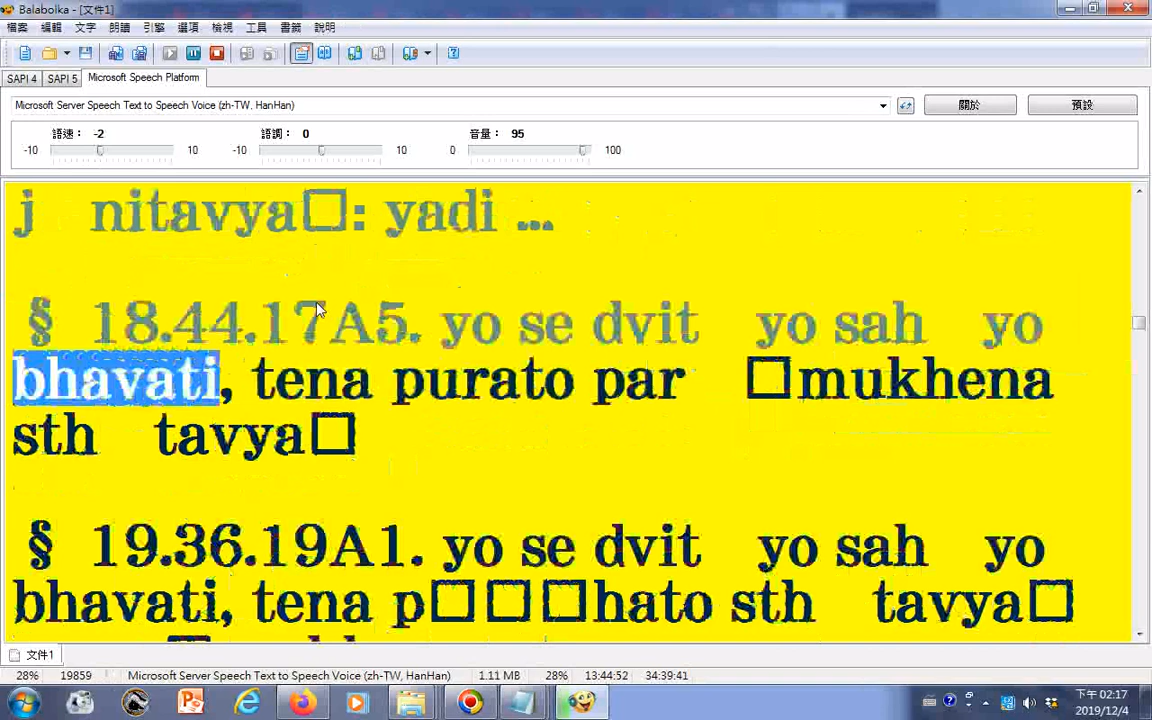 Balabolka - [文件1]
檔案 編輯 文字 朗讀 引擎 選項 檢視 工具 書籤 說明
SAPI 4 SAPI 5 Microsoft Speech Platform
Microsoft Server Speech Text to Speech Voice (zh-TW, HanHan) 關於 預設
語速： -2 語調： 0 音量： 95
-10 10 -10 10 0 100
j nitavya□: yadi ...
§ 18.44.17A5. yo se dvit yo sah yo
bhavati, tena purato par □mukhena
sth tavya□
§ 19.36.19A1. yo se dvit yo sah yo
bhavati, tena p□□□hato sth tavya□
文件1
28% 19859 Microsoft Server Speech Text to Speech Voice (zh-TW, HanHan) 1.11 MB 28% 13:44:52 34:39:41
下午 02:17
2019/12/4